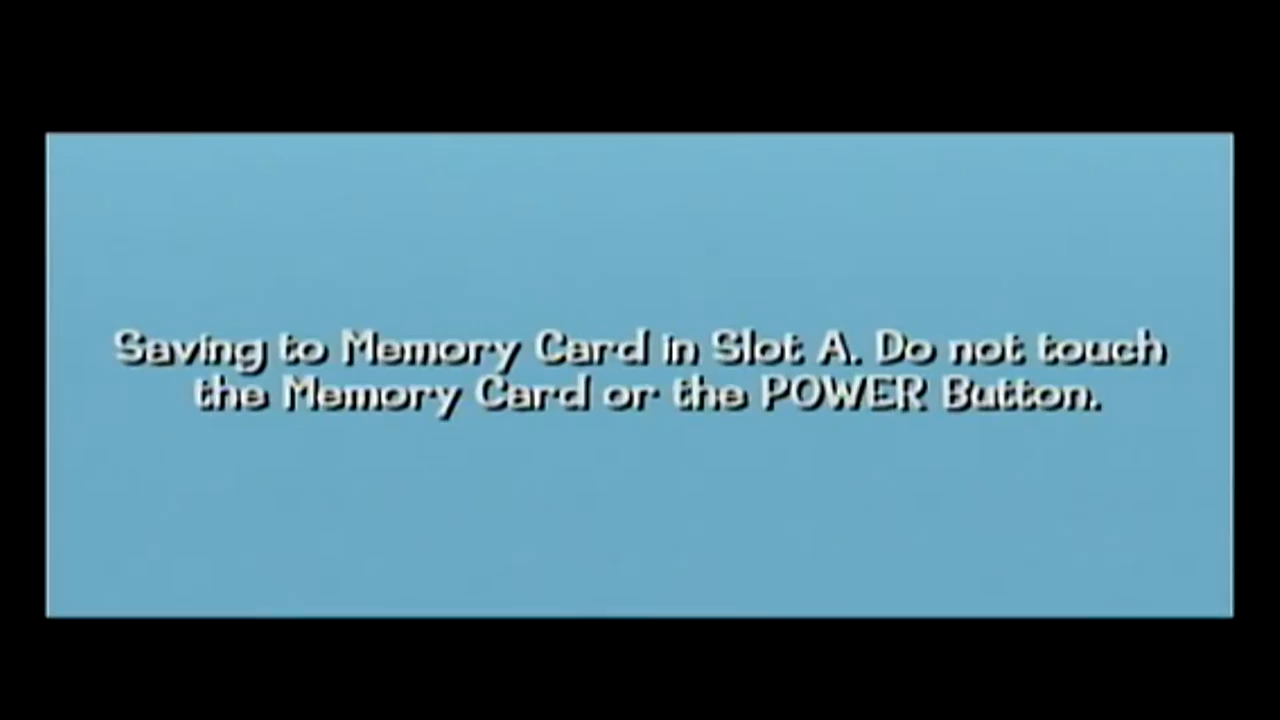 Saving to Memory Card in Slot A. Do not touch
the Memory Card or the POWER Button.